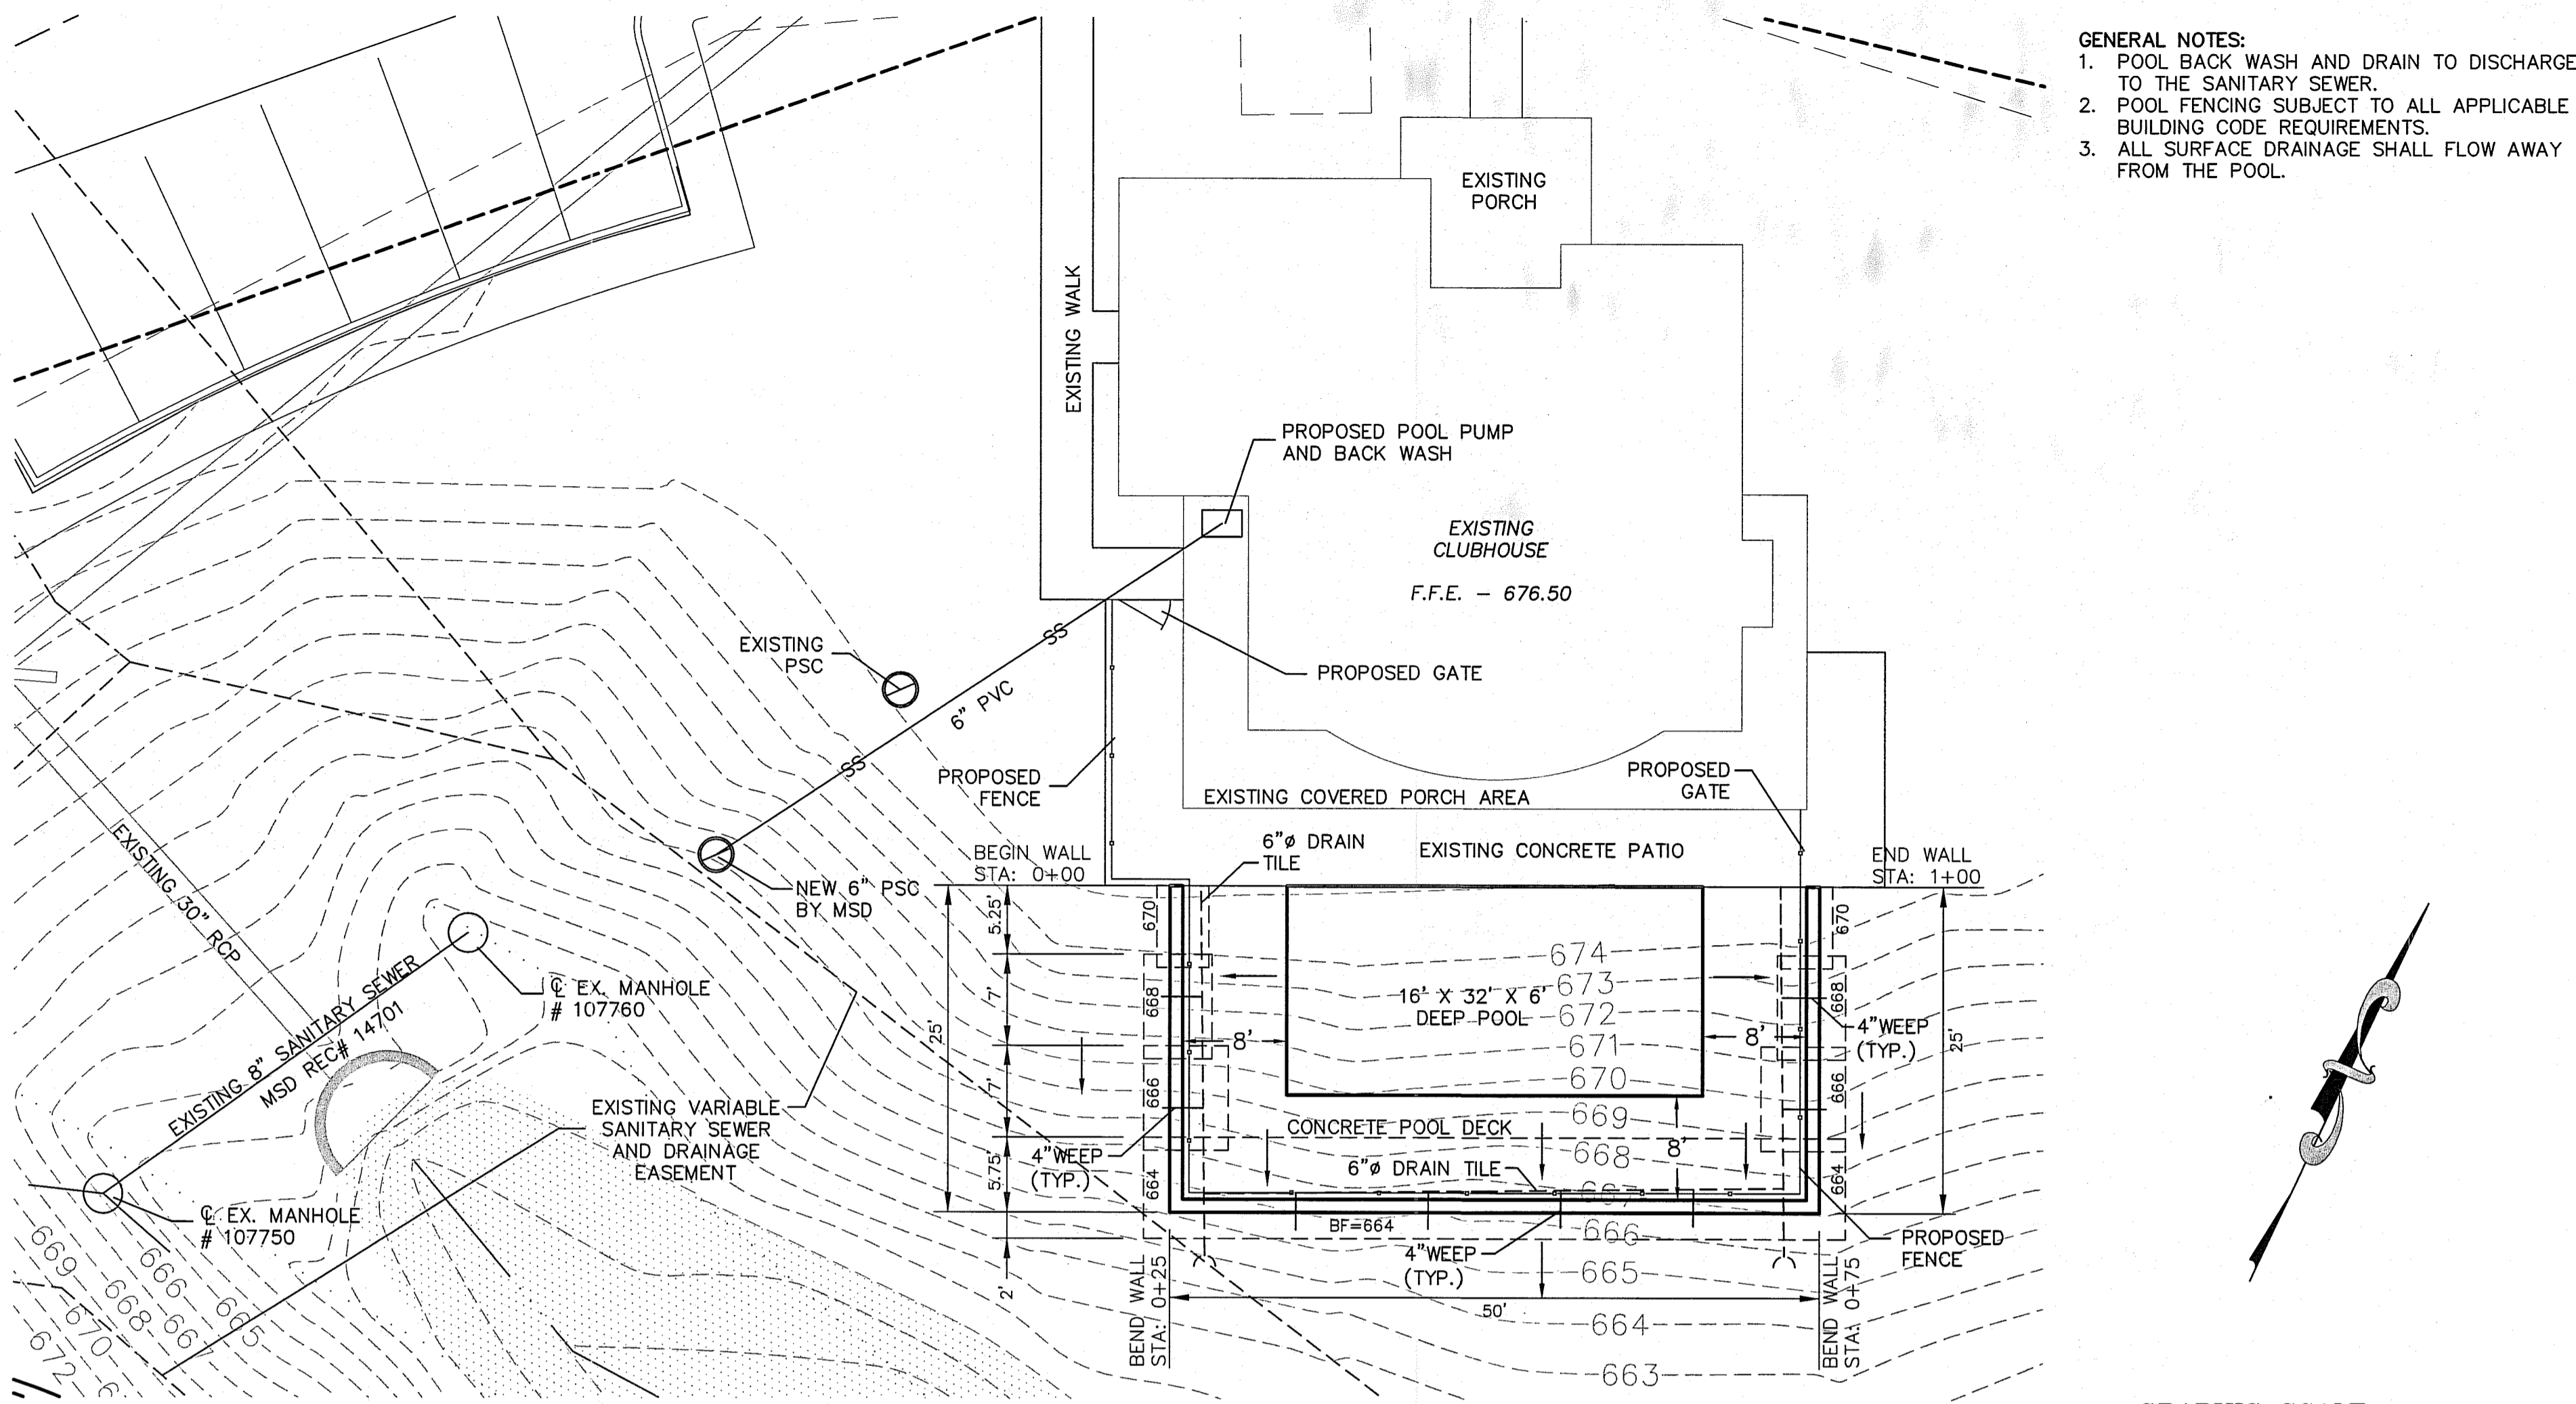 GENERAL NOTES:
1. POOL BACK WASH AND DRAIN TO DISCHARGE
TO THE SANITARY SEWER.
2. POOL FENCING SUBJECT TO ALL APPLICABLE
BUILDING CODE REQUIREMENTS.
3. ALL SURFACE DRAINAGE SHALL FLOW AWAY
FROM THE POOL.
EXISTING
PORCH
EXISTING WALK
PROPOSED POOL PUMP
AND BACK WASH
EXISTING
CLUBHOUSE
F.F.E. - 676.50
EXISTING
PSC
SS
6" PVC
SS
PROPOSED GATE
PROPOSED
FENCE
EXISTING COVERED PORCH AREA
PROPOSED
GATE
NEW 6" PSC
BY MSD
BEGIN WALL
STA: 0+00
6"ø DRAIN
TILE
EXISTING CONCRETE PATIO
END WALL
STA: 1+00
EXISTING 30" RCP
EXISTING 8" SANITARY SEWER
MSD REC# 14701
℄ EX. MANHOLE
# 107760
℄ EX. MANHOLE
# 107750
EXISTING VARIABLE
SANITARY SEWER
AND DRAINAGE
EASEMENT
25'
5.25'
7'
7'
5.75'
2'
670
668
666
664
8'
16' X 32' X 6'
DEEP POOL
8'
8'
674
673
672
671
670
669
668
667
666
665
664
663
CONCRETE POOL DECK
6"ø DRAIN TILE
4"WEEP
(TYP.)
BF=664
4"WEEP
(TYP.)
50'
4"WEEP
(TYP.)
670
668
666
664
25'
PROPOSED
FENCE
BEND WALL
STA: 0+25
BEND WALL
STA: 0+75
669
668
670
672
666
665